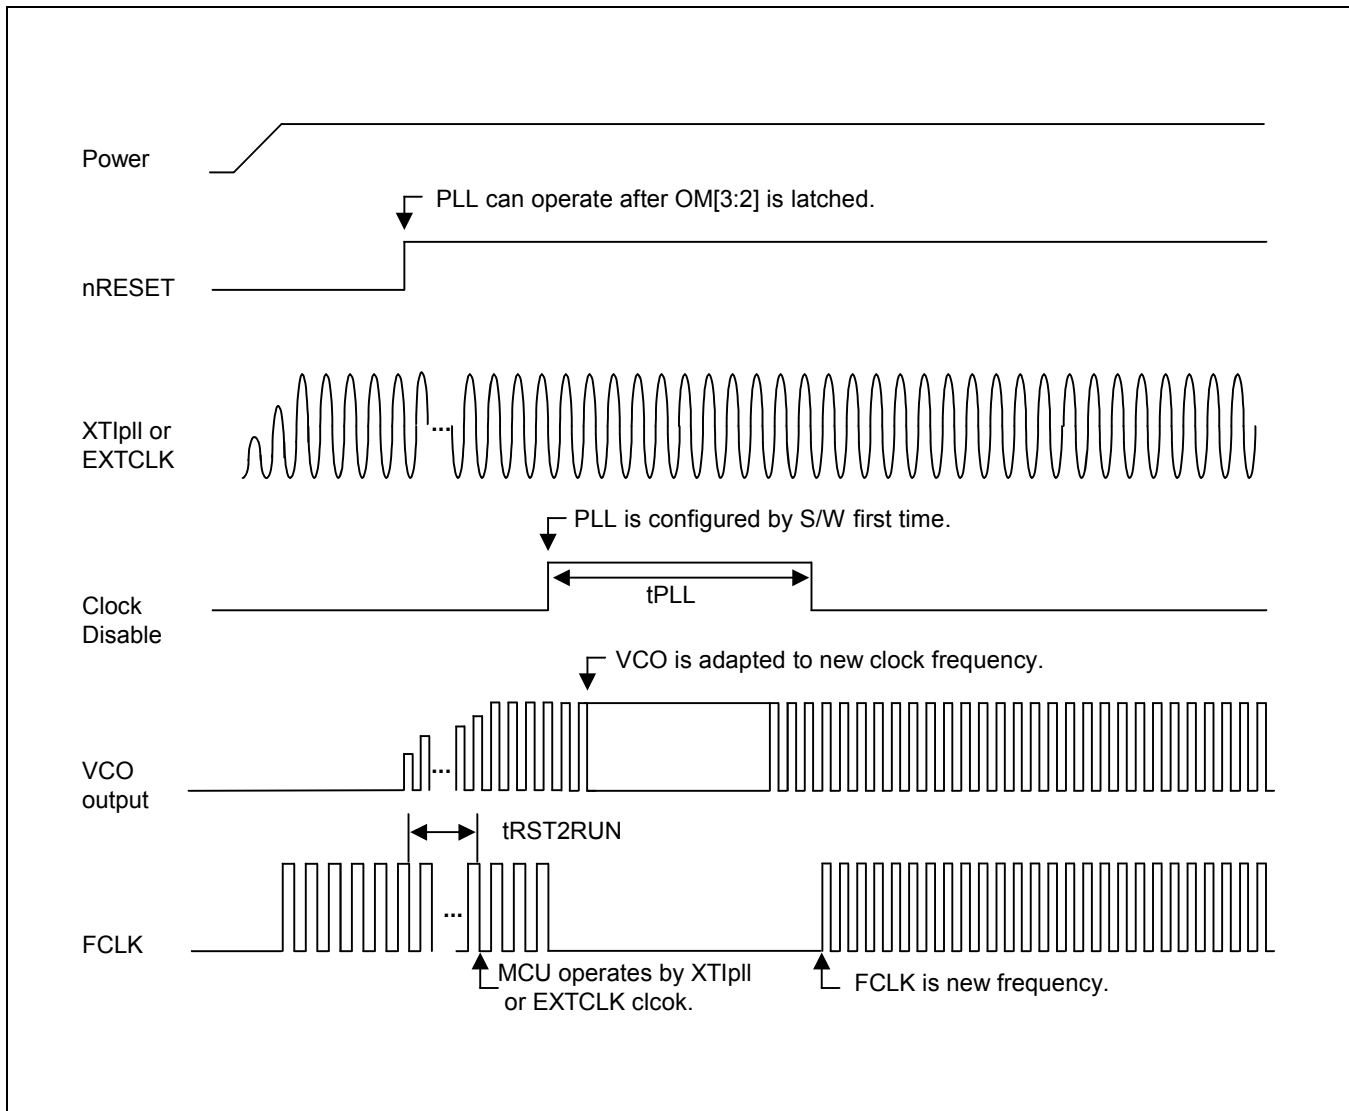 Power
PLL can operate after OM[3:2] is latched.
nRESET
XTIpll or
EXTCLK
...
PLL is configured by S/W first time.
tPLL
Clock
Disable
VCO is adapted to new clock frequency.
VCO
output
...
tRST2RUN
...
FCLK
MCU operates by XTIpll
or EXTCLK clcok.
FCLK is new frequency.